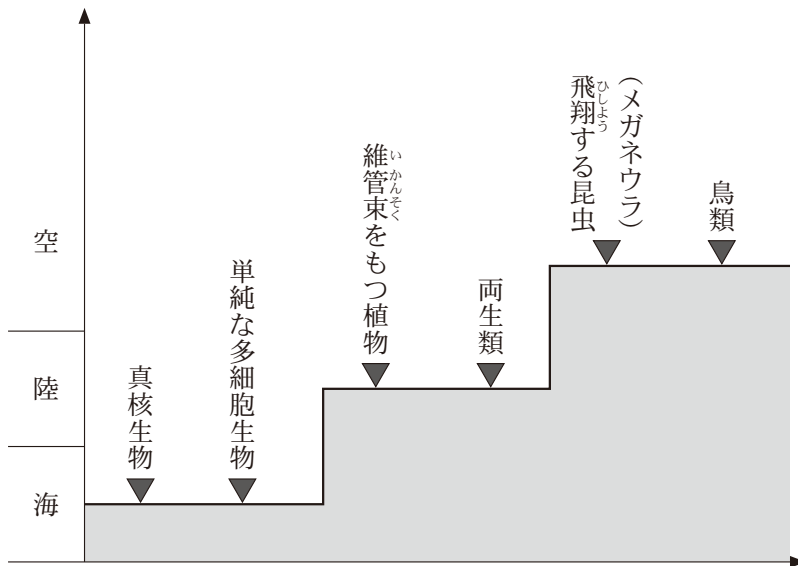 空
陸
海
真核生物
単純な多細胞生物
維管束をもつ植物
いかんそく
両生類
(メガネウラ)
飛翔する昆虫
ひしよう
鳥類